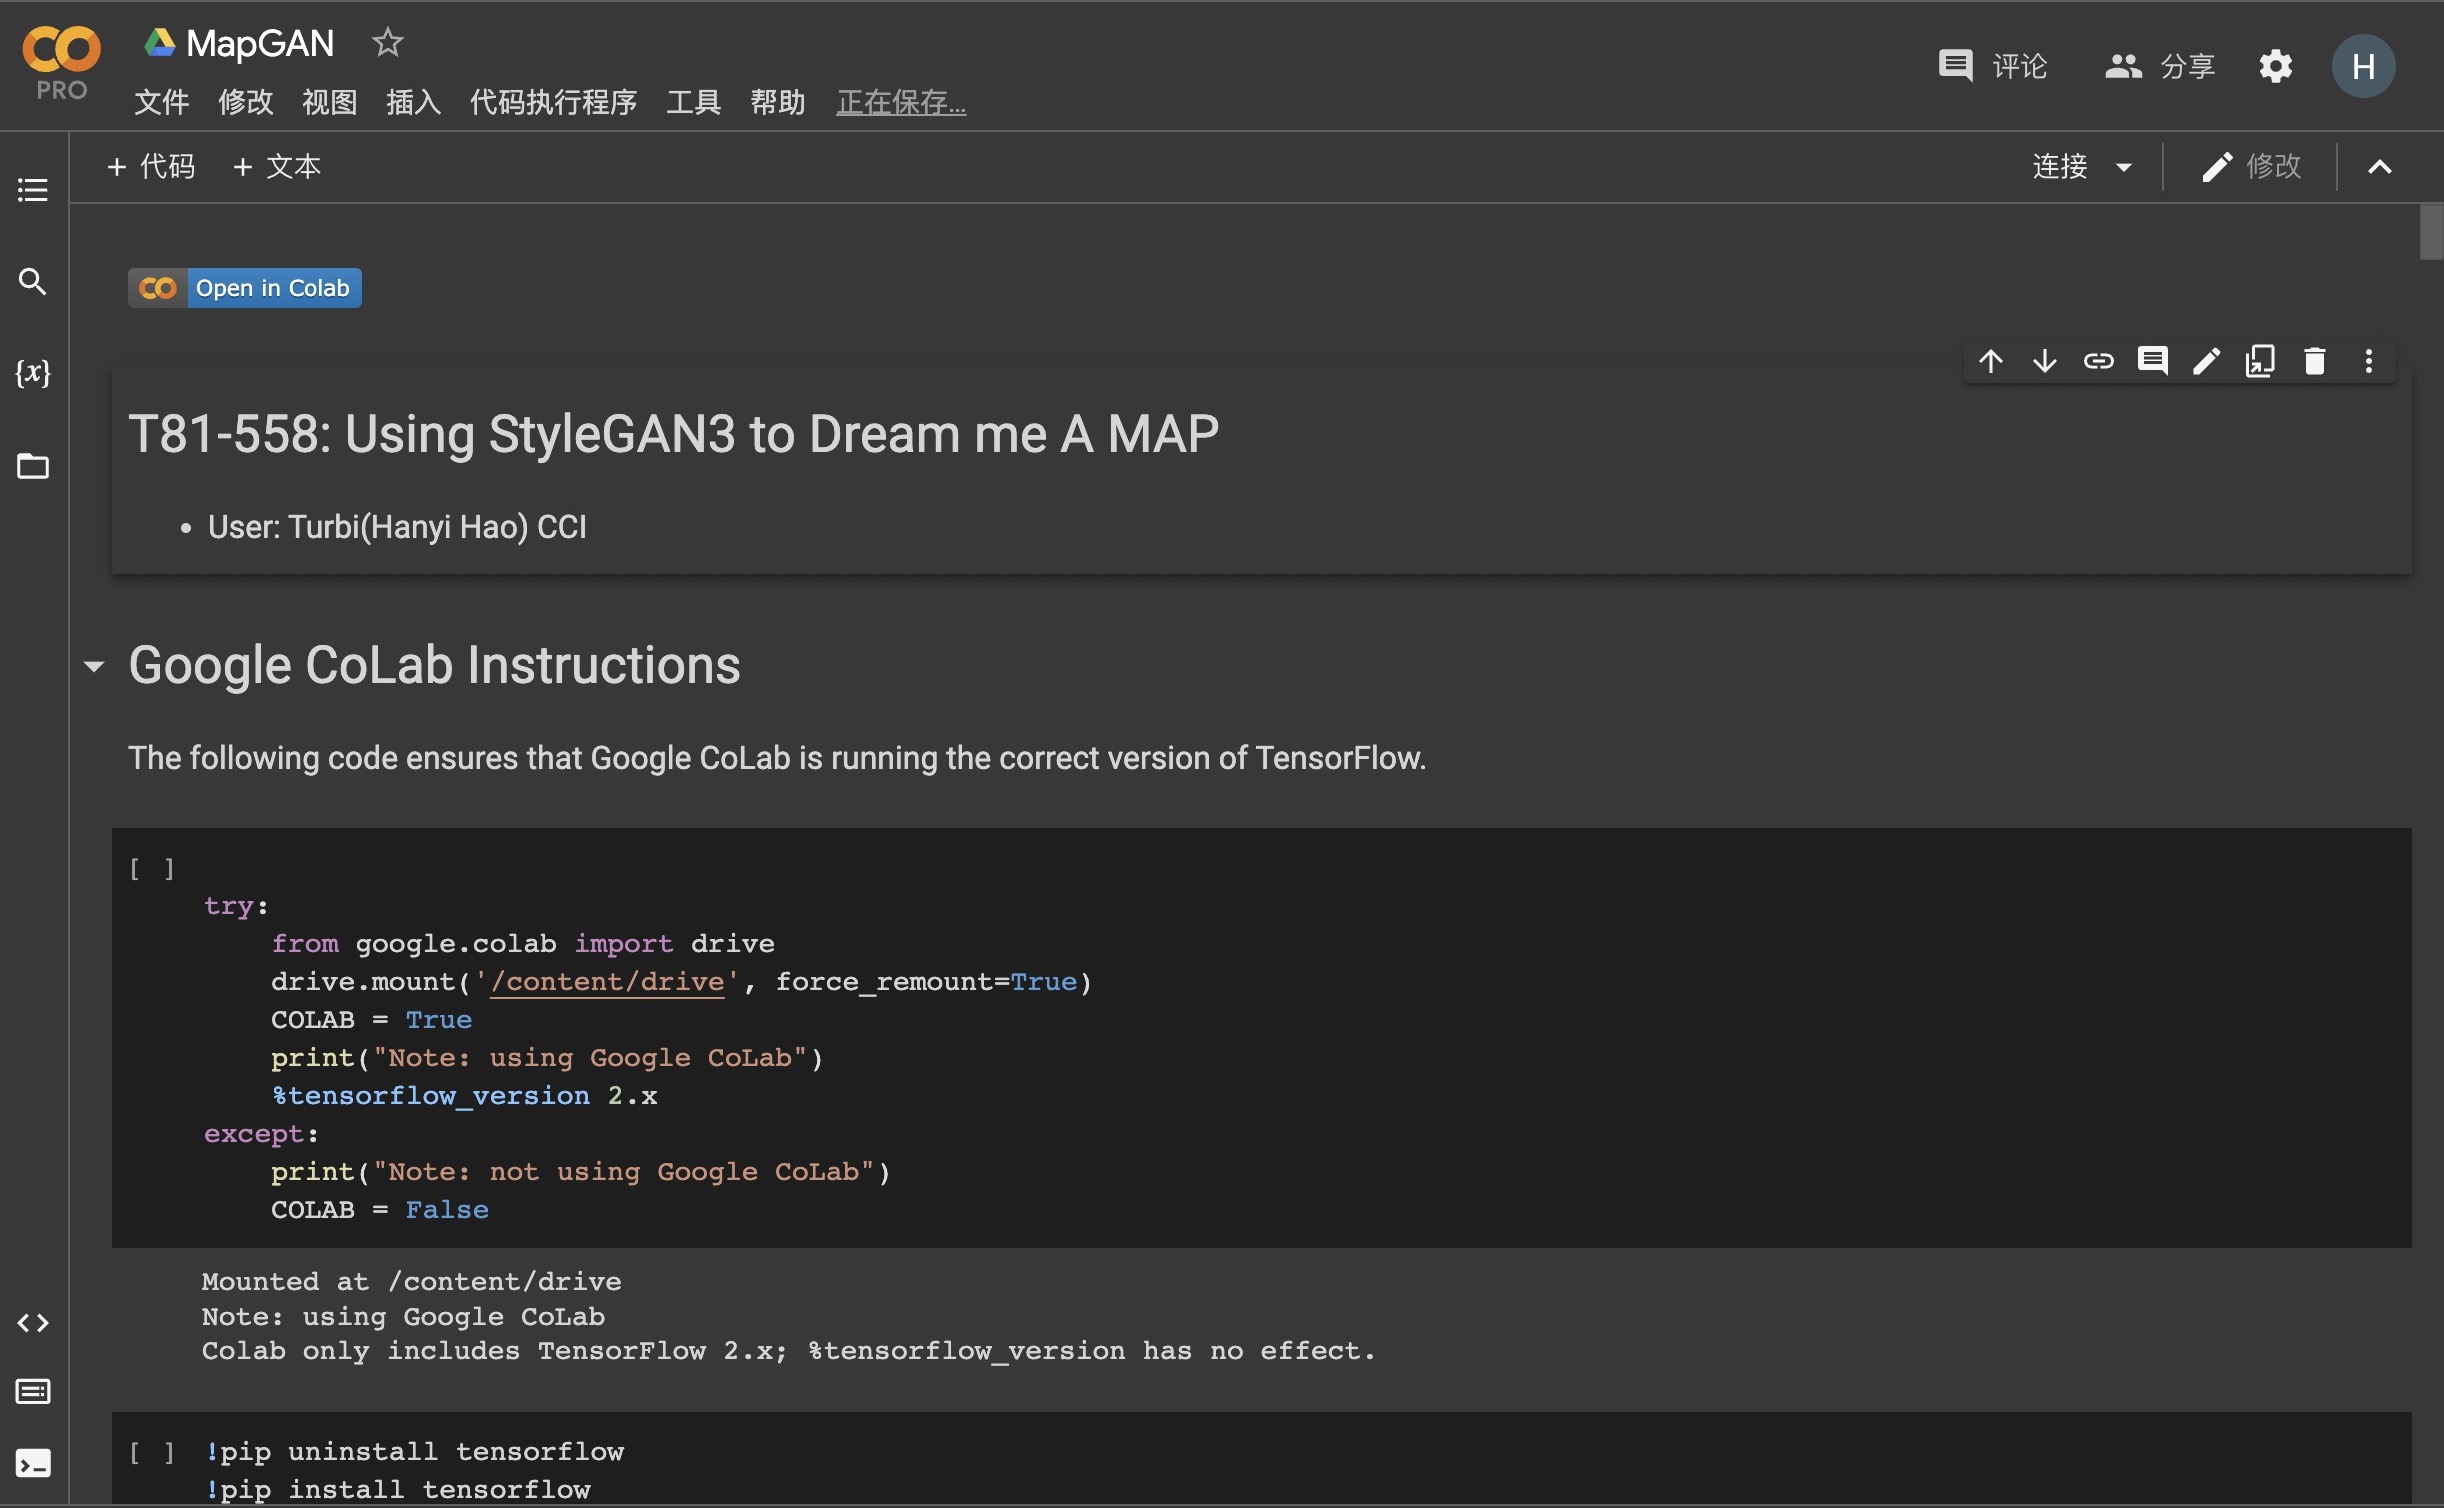 MapGAN
PRO
文件 修改 视图 插入 代码执行程序 工具 帮助 正在保存…
评论 分享 H
+ 代码 + 文本
连接 修改
{x}
Open in Colab
T81-558: Using StyleGAN3 to Dream me A MAP
• User: Turbi(Hanyi Hao) CCI
Google CoLab Instructions
The following code ensures that Google CoLab is running the correct version of TensorFlow.
[ ]
try:
    from google.colab import drive
    drive.mount('/content/drive', force_remount=True)
    COLAB = True
    print("Note: using Google CoLab")
    %tensorflow_version 2.x
except:
    print("Note: not using Google CoLab")
    COLAB = False
Mounted at /content/drive
Note: using Google CoLab
Colab only includes TensorFlow 2.x; %tensorflow_version has no effect.
[ ] !pip uninstall tensorflow
!pip install tensorflow